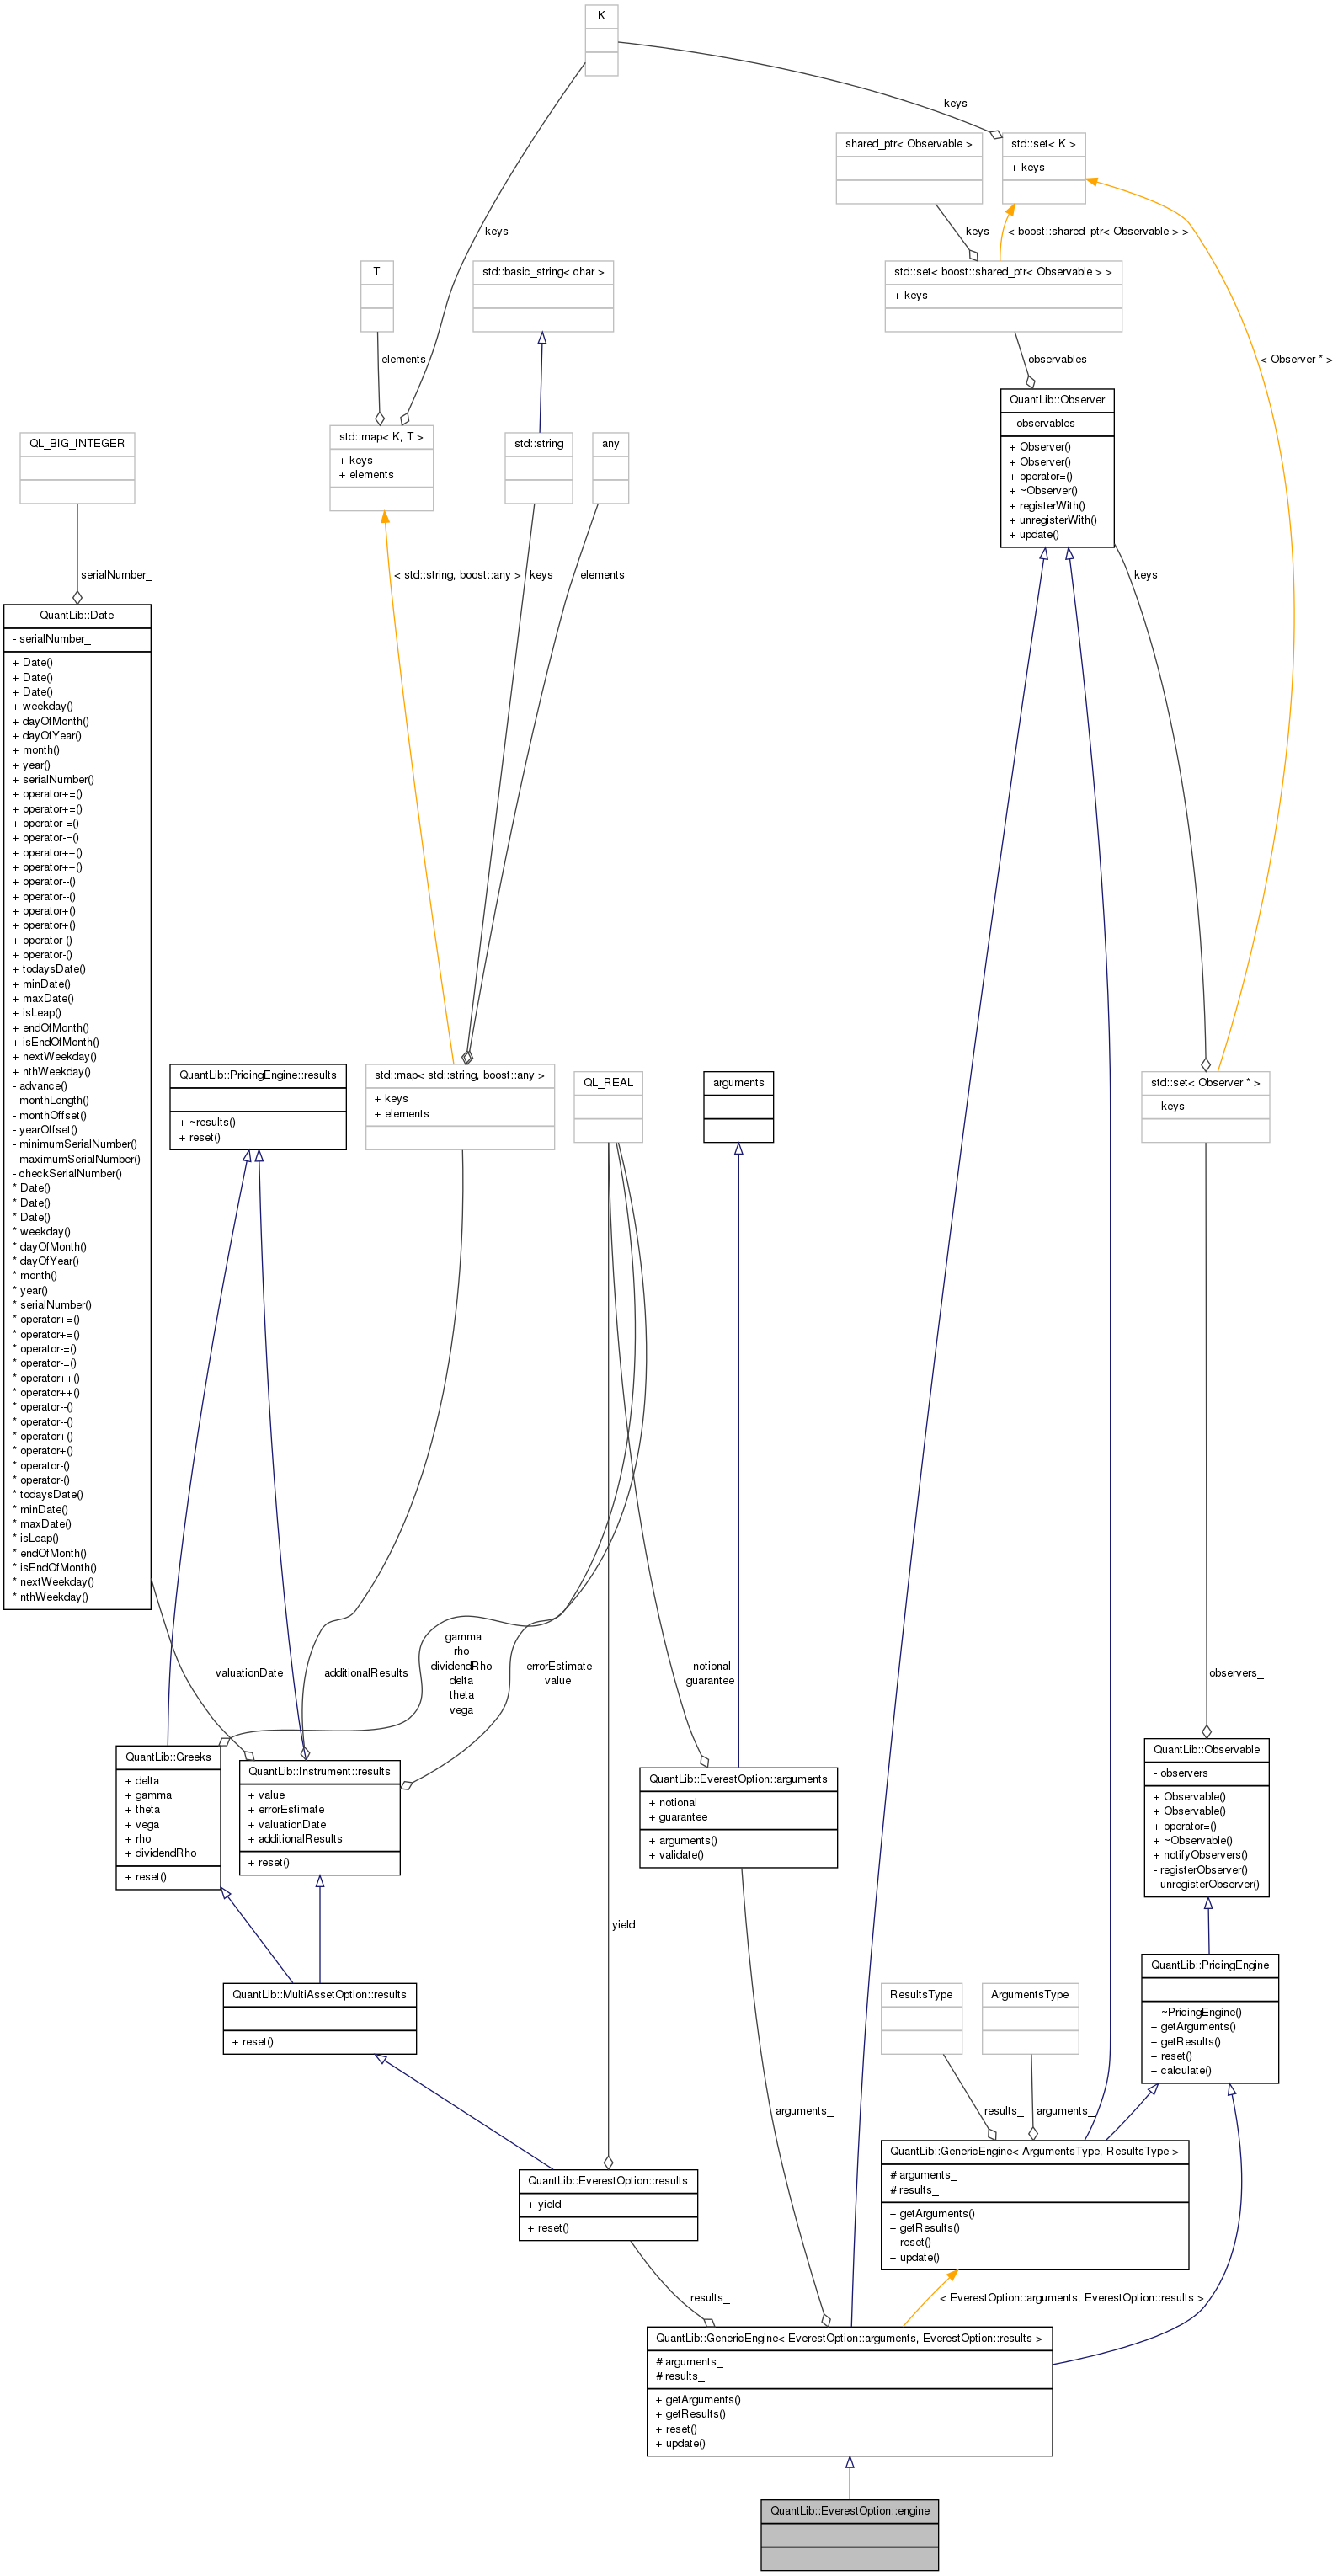 K
keys
shared_ptr< Observable >
std::set< K >
+ keys
keys
keys
< boost::shared_ptr< Observable > >
T
std::basic_string< char >
std::set< boost::shared_ptr< Observable > >
+ keys
elements
observables_
< Observer * >
QuantLib::Observer
- observables_
+ Observer()
+ Observer()
+ operator=()
+ ~Observer()
+ registerWith()
+ unregisterWith()
+ update()
QL_BIG_INTEGER
std::map< K, T >
+ keys
+ elements
std::string
any
serialNumber_
< std::string, boost::any >
keys
elements
keys
QuantLib::Date
- serialNumber_
+ Date()
+ Date()
+ Date()
+ weekday()
+ dayOfMonth()
+ dayOfYear()
+ month()
+ year()
+ serialNumber()
+ operator+=()
+ operator+=()
+ operator-=()
+ operator-=()
+ operator++()
+ operator++()
+ operator--()
+ operator--()
+ operator+()
+ operator+()
+ operator-()
+ operator-()
+ todaysDate()
+ minDate()
+ maxDate()
+ isLeap()
+ endOfMonth()
+ isEndOfMonth()
+ nextWeekday()
+ nthWeekday()
- advance()
- monthLength()
- monthOffset()
- yearOffset()
- minimumSerialNumber()
- maximumSerialNumber()
- checkSerialNumber()
* Date()
* Date()
* Date()
* weekday()
* dayOfMonth()
* dayOfYear()
* month()
* year()
* serialNumber()
* operator+=()
* operator+=()
* operator-=()
* operator-=()
* operator++()
* operator++()
* operator--()
* operator--()
* operator+()
* operator+()
* operator-()
* operator-()
* todaysDate()
* minDate()
* maxDate()
* isLeap()
* endOfMonth()
* isEndOfMonth()
* nextWeekday()
* nthWeekday()
QuantLib::PricingEngine::results
+ ~results()
+ reset()
std::map< std::string, boost::any >
+ keys
+ elements
QL_REAL
arguments
std::set< Observer * >
+ keys
valuationDate
additionalResults
gamma
rho
dividendRho
delta
theta
vega
errorEstimate
value
notional
guarantee
observers_
QuantLib::Greeks
+ delta
+ gamma
+ theta
+ vega
+ rho
+ dividendRho
+ reset()
QuantLib::Instrument::results
+ value
+ errorEstimate
+ valuationDate
+ additionalResults
+ reset()
QuantLib::EverestOption::arguments
+ notional
+ guarantee
+ arguments()
+ validate()
QuantLib::Observable
- observers_
+ Observable()
+ Observable()
+ operator=()
+ ~Observable()
+ notifyObservers()
- registerObserver()
- unregisterObserver()
yield
QuantLib::MultiAssetOption::results
+ reset()
ResultsType
ArgumentsType
QuantLib::PricingEngine
+ ~PricingEngine()
+ getArguments()
+ getResults()
+ reset()
+ calculate()
arguments_
results_
arguments_
QuantLib::EverestOption::results
+ yield
+ reset()
QuantLib::GenericEngine< ArgumentsType, ResultsType >
# arguments_
# results_
+ getArguments()
+ getResults()
+ reset()
+ update()
results_
< EverestOption::arguments, EverestOption::results >
QuantLib::GenericEngine< EverestOption::arguments, EverestOption::results >
# arguments_
# results_
+ getArguments()
+ getResults()
+ reset()
+ update()
QuantLib::EverestOption::engine